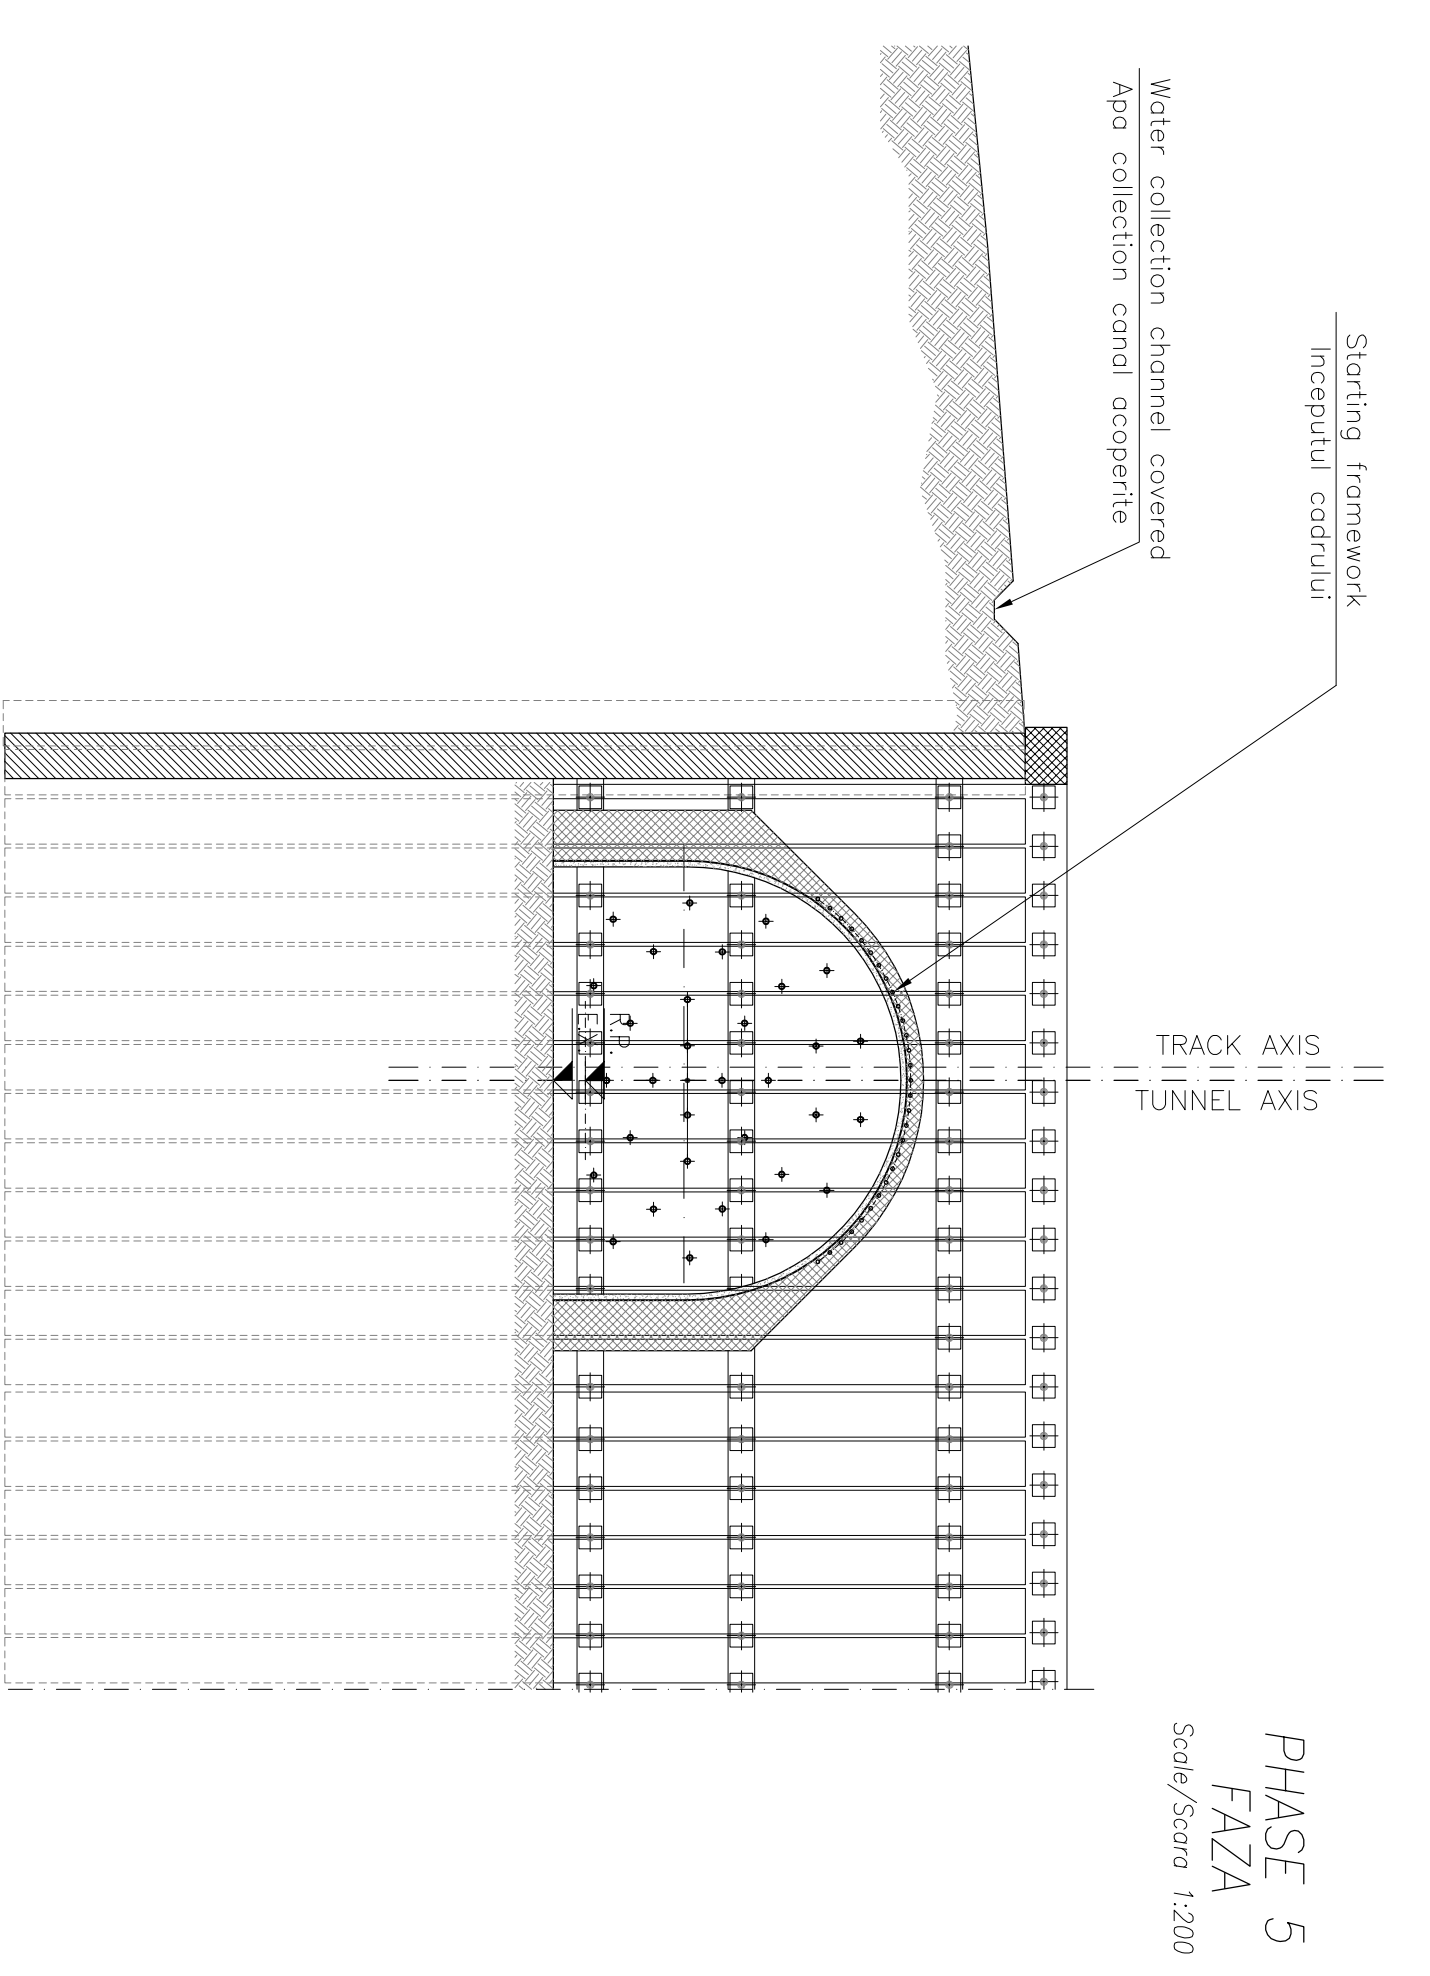 Starting framework
Inceputul cadrului
Water collection channel covered
Apa collection canal acoperite
TRACK AXIS
TUNNEL AXIS
R.P.
PHASE 5
FAZA
Scale/Scara 1:200